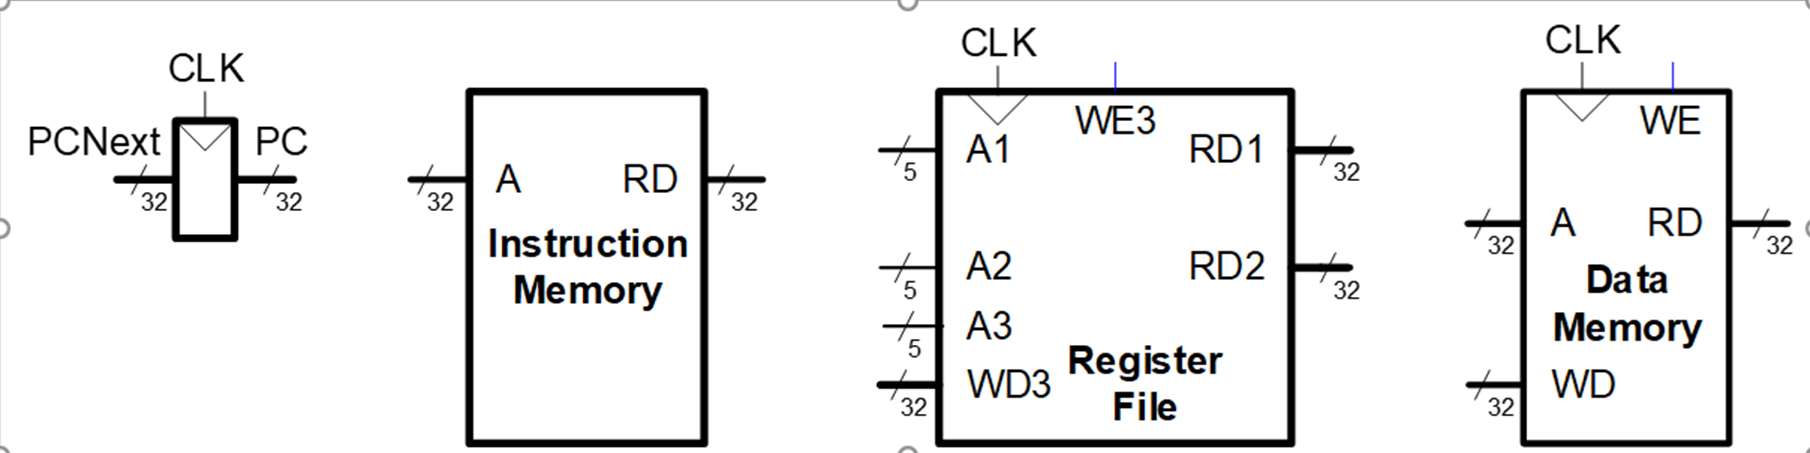 CLK
PCNext
PC
32
32
A
RD
32
32
Instruction
Memory
CLK
WE3
A1
RD1
5
32
A2
RD2
5
32
A3
5
WD3
32
Register
File
CLK
WE
A
RD
32
32
Data
Memory
WD
32